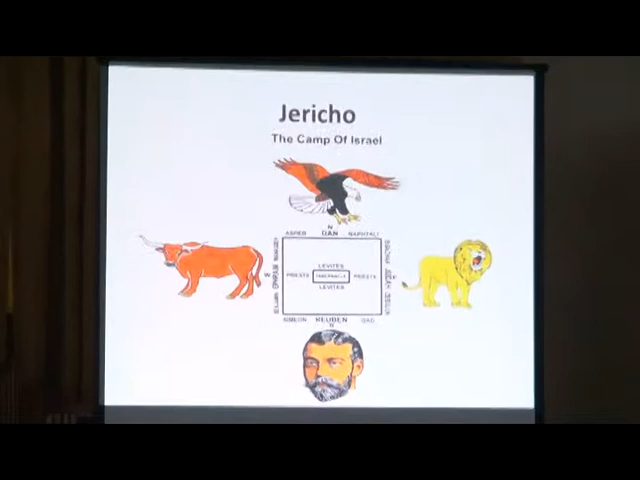 Jericho
The Camp Of Israel
N
ASHER DAN NAPHTALI
W
LEVITES
PRIESTS TABERNACLE PRIESTS
LEVITES
SIMEON REUBEN GAD